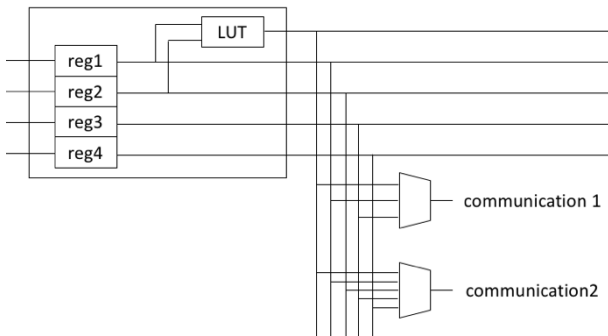 LUT
reg1
reg2
reg3
reg4
communication 1
communication2